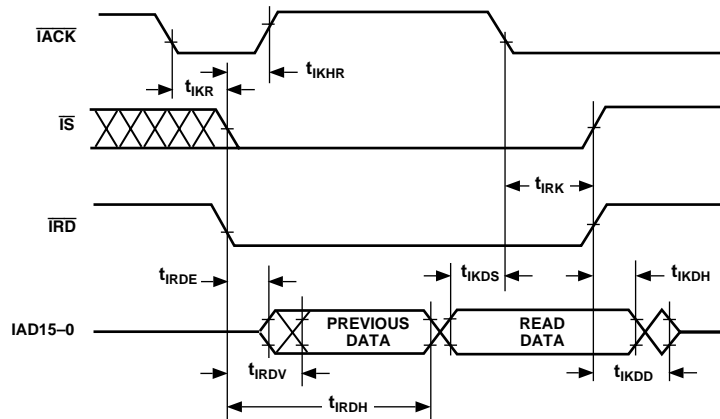 IACK
tIKHR
tIKR
IS
tIRK
IRD
tIRDE
tIKDS
tIKDH
IAD15–0
PREVIOUS
DATA
READ
DATA
tIRDV
tIKDD
tIRDH